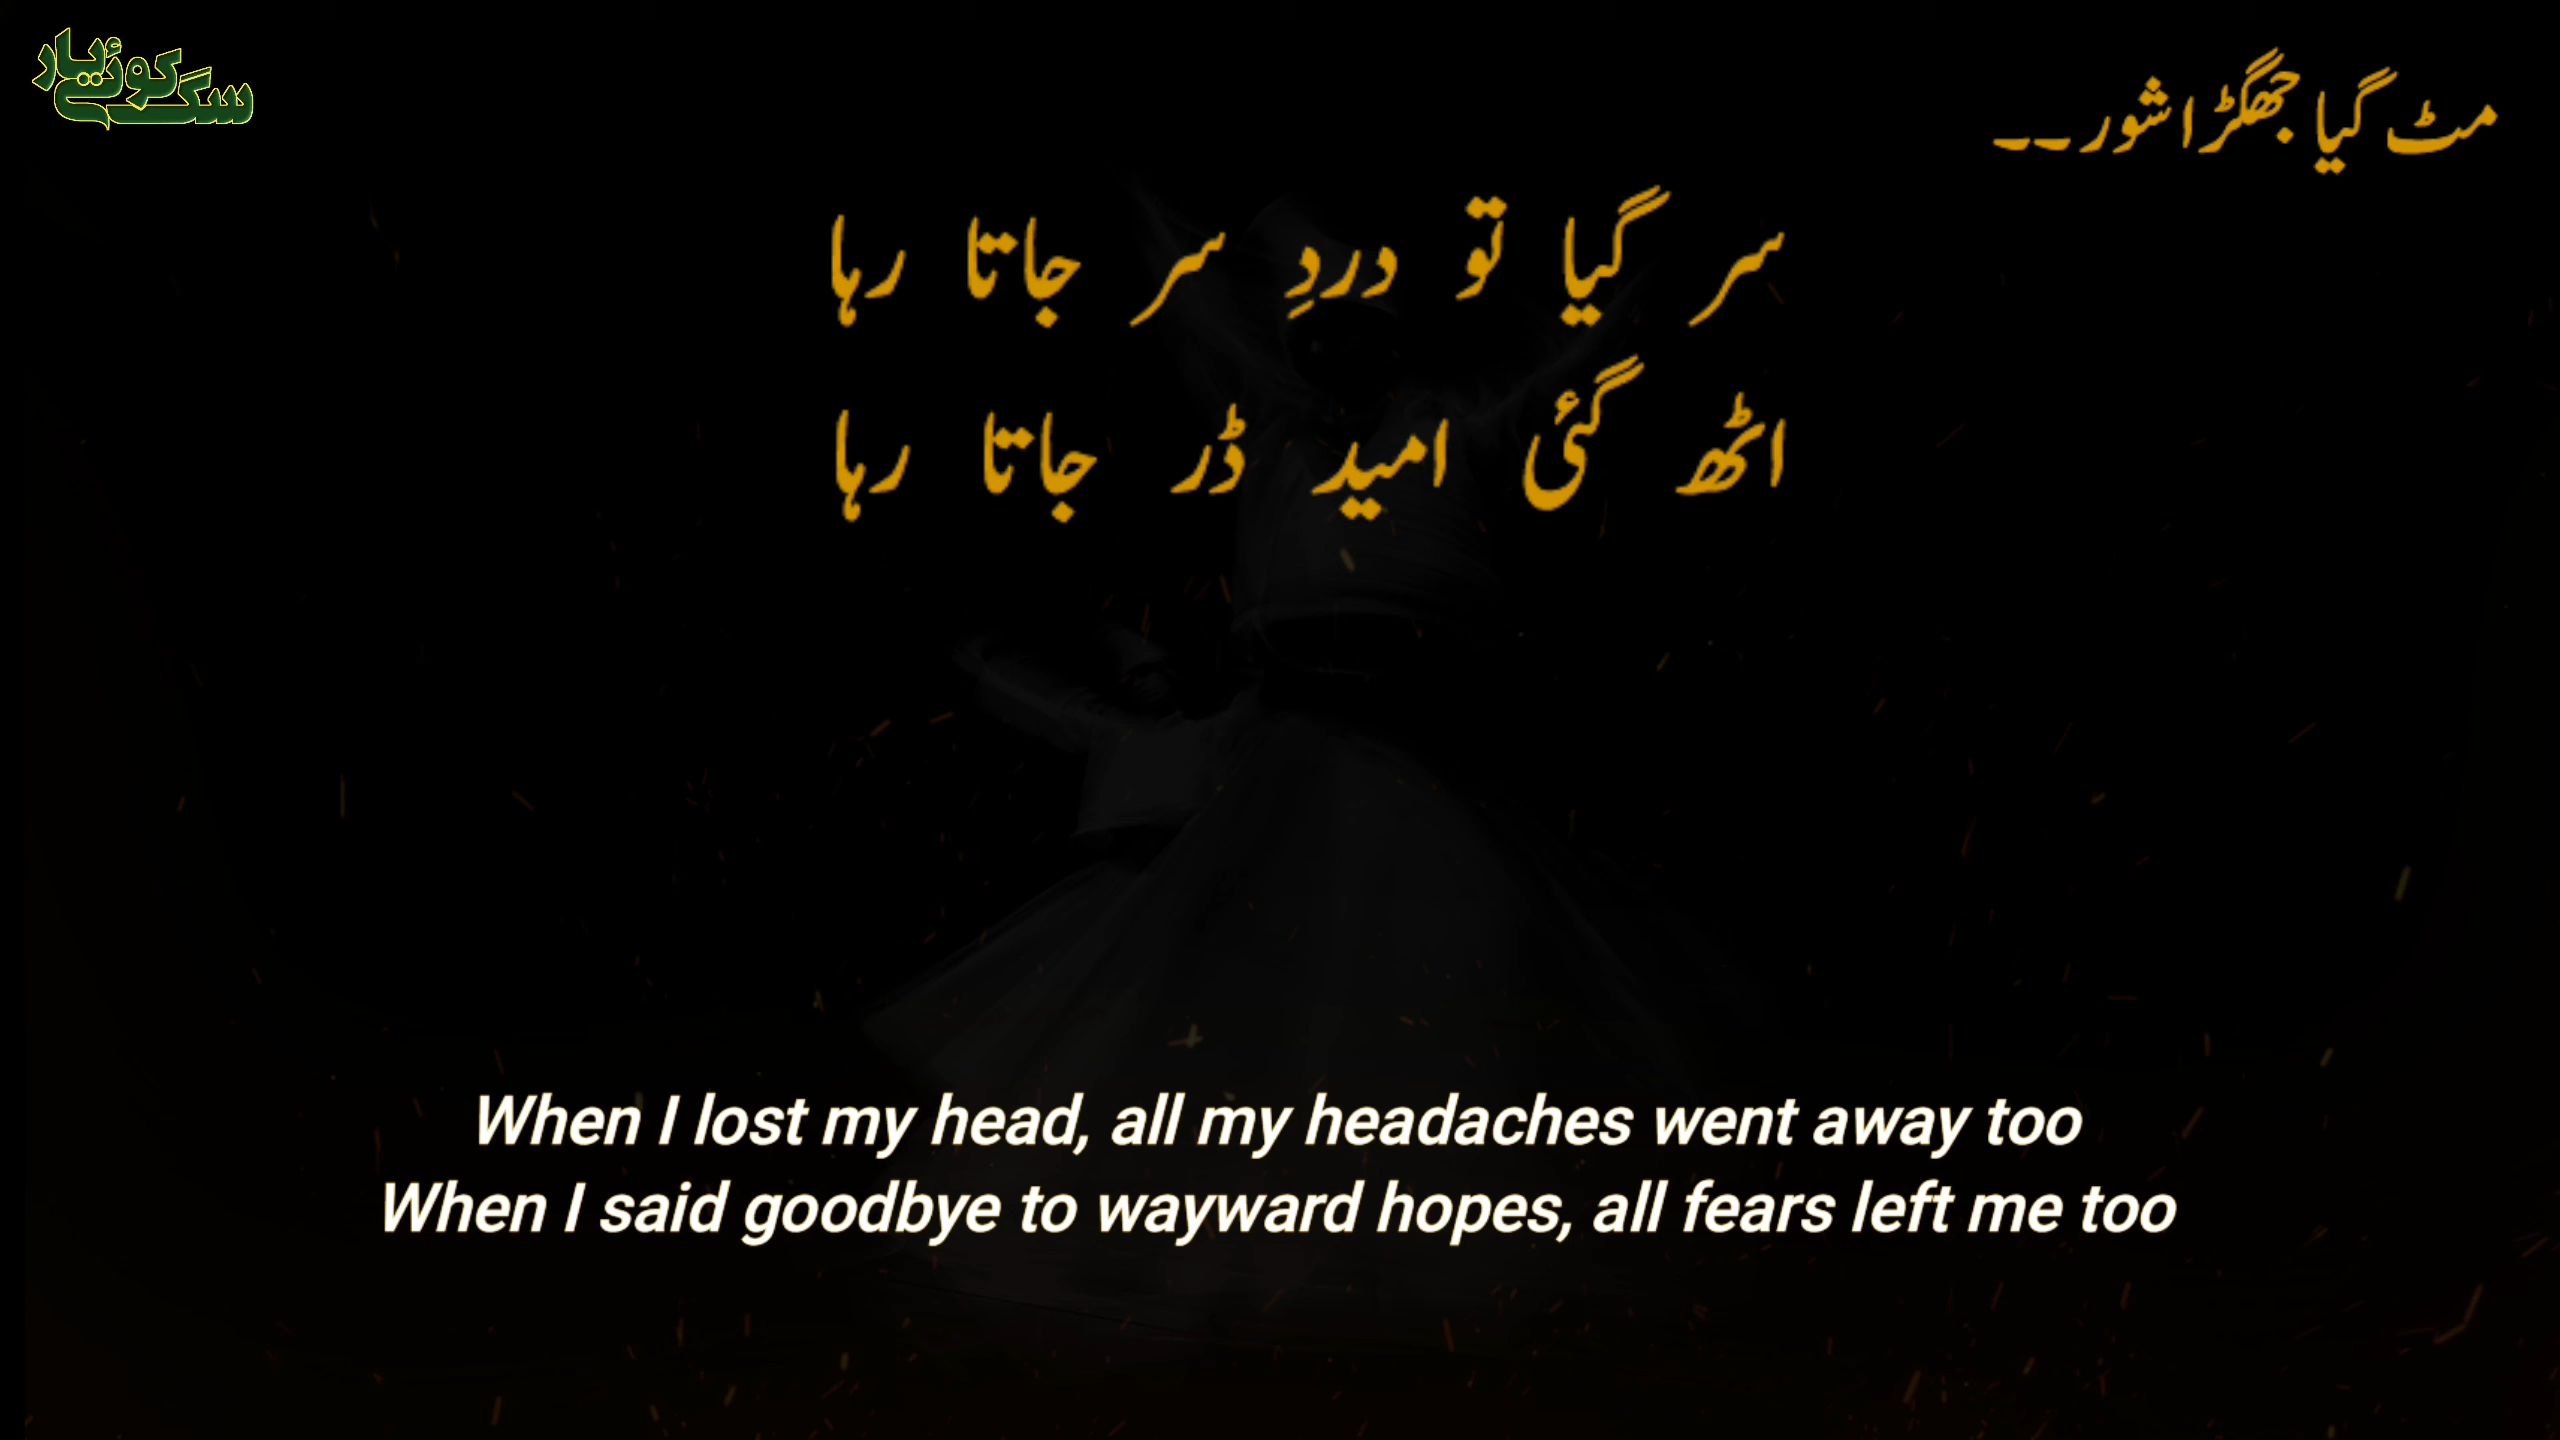 سگ کوئے یار
مٹ گیا جھگڑا شور ۔۔
سر گیا تو دردِ سر جاتا رہا
اٹھ گئی امید ڈر جاتا رہا
When I lost my head, all my headaches went away too
When I said goodbye to wayward hopes, all fears left me too